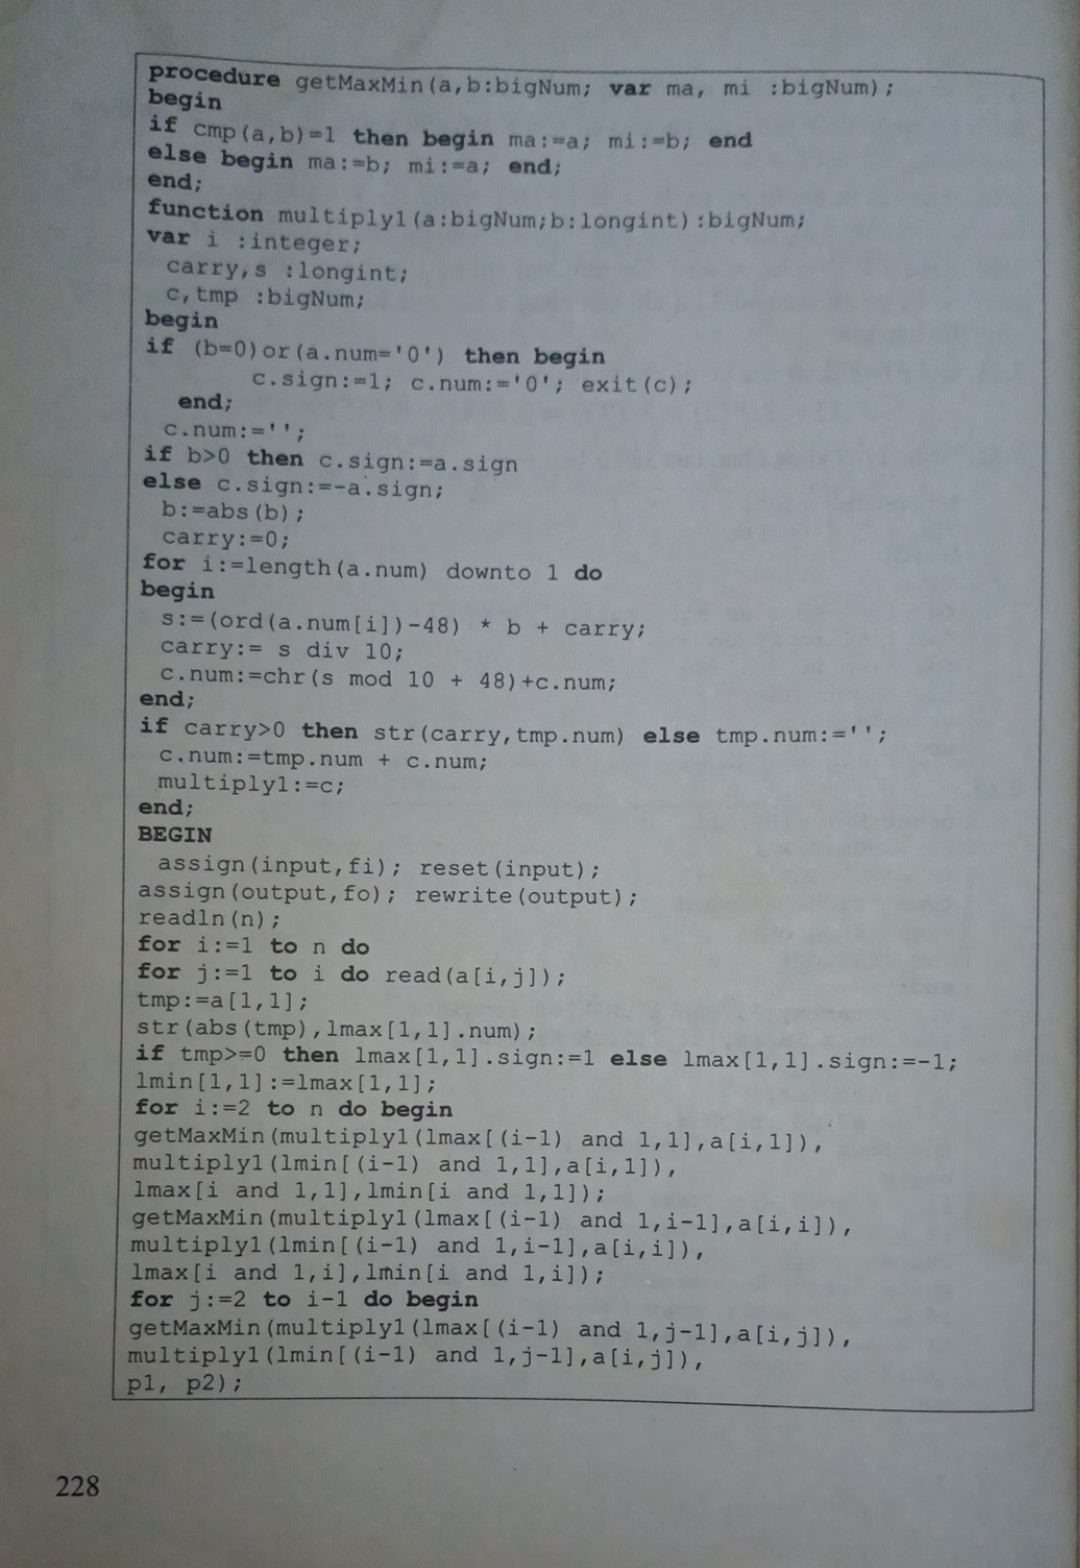 procedure getMaxMin(a,b:bigNum; var ma, mi :bigNum);
begin
if cmp(a,b)=1 then begin ma:=a; mi:=b; end
else begin ma:=b; mi:=a; end;
end;
function multiply1(a:bigNum;b:longint):bigNum;
var i :integer;
carry,s :longint;
c,tmp :bigNum;
begin
if (b=0)or(a.num='0') then begin
c.sign:=1; c.num:='0'; exit(c);
end;
c.num:='';
if b>0 then c.sign:=a.sign
else c.sign:=-a.sign;
b:=abs(b);
carry:=0;
for i:=length(a.num) downto 1 do
begin
s:=(ord(a.num[i])-48) * b + carry;
carry:= s div 10;
c.num:=chr(s mod 10 + 48)+c.num;
end;
if carry>0 then str(carry,tmp.num) else tmp.num:='';
c.num:=tmp.num + c.num;
multiply1:=c;
end;
BEGIN
assign(input,fi); reset(input);
assign(output,fo); rewrite(output);
readln(n);
for i:=1 to n do
for j:=1 to i do read(a[i,j]);
tmp:=a[1,1];
str(abs(tmp),lmax[1,1].num);
if tmp>=0 then lmax[1,1].sign:=1 else lmax[1,1].sign:=-1;
lmin[1,1]:=lmax[1,1];
for i:=2 to n do begin
getMaxMin(multiply1(lmax[(i-1) and 1,1],a[i,1]),
multiply1(lmin[(i-1) and 1,1],a[i,1]),
lmax[i and 1,1],lmin[i and 1,1]);
getMaxMin(multiply1(lmax[(i-1) and 1,i-1],a[i,i]),
multiply1(lmin[(i-1) and 1,i-1],a[i,i]),
lmax[i and 1,i],lmin[i and 1,i]);
for j:=2 to i-1 do begin
getMaxMin(multiply1(lmax[(i-1) and 1,j-1],a[i,j]),
multiply1(lmin[(i-1) and 1,j-1],a[i,j]),
p1, p2);
228